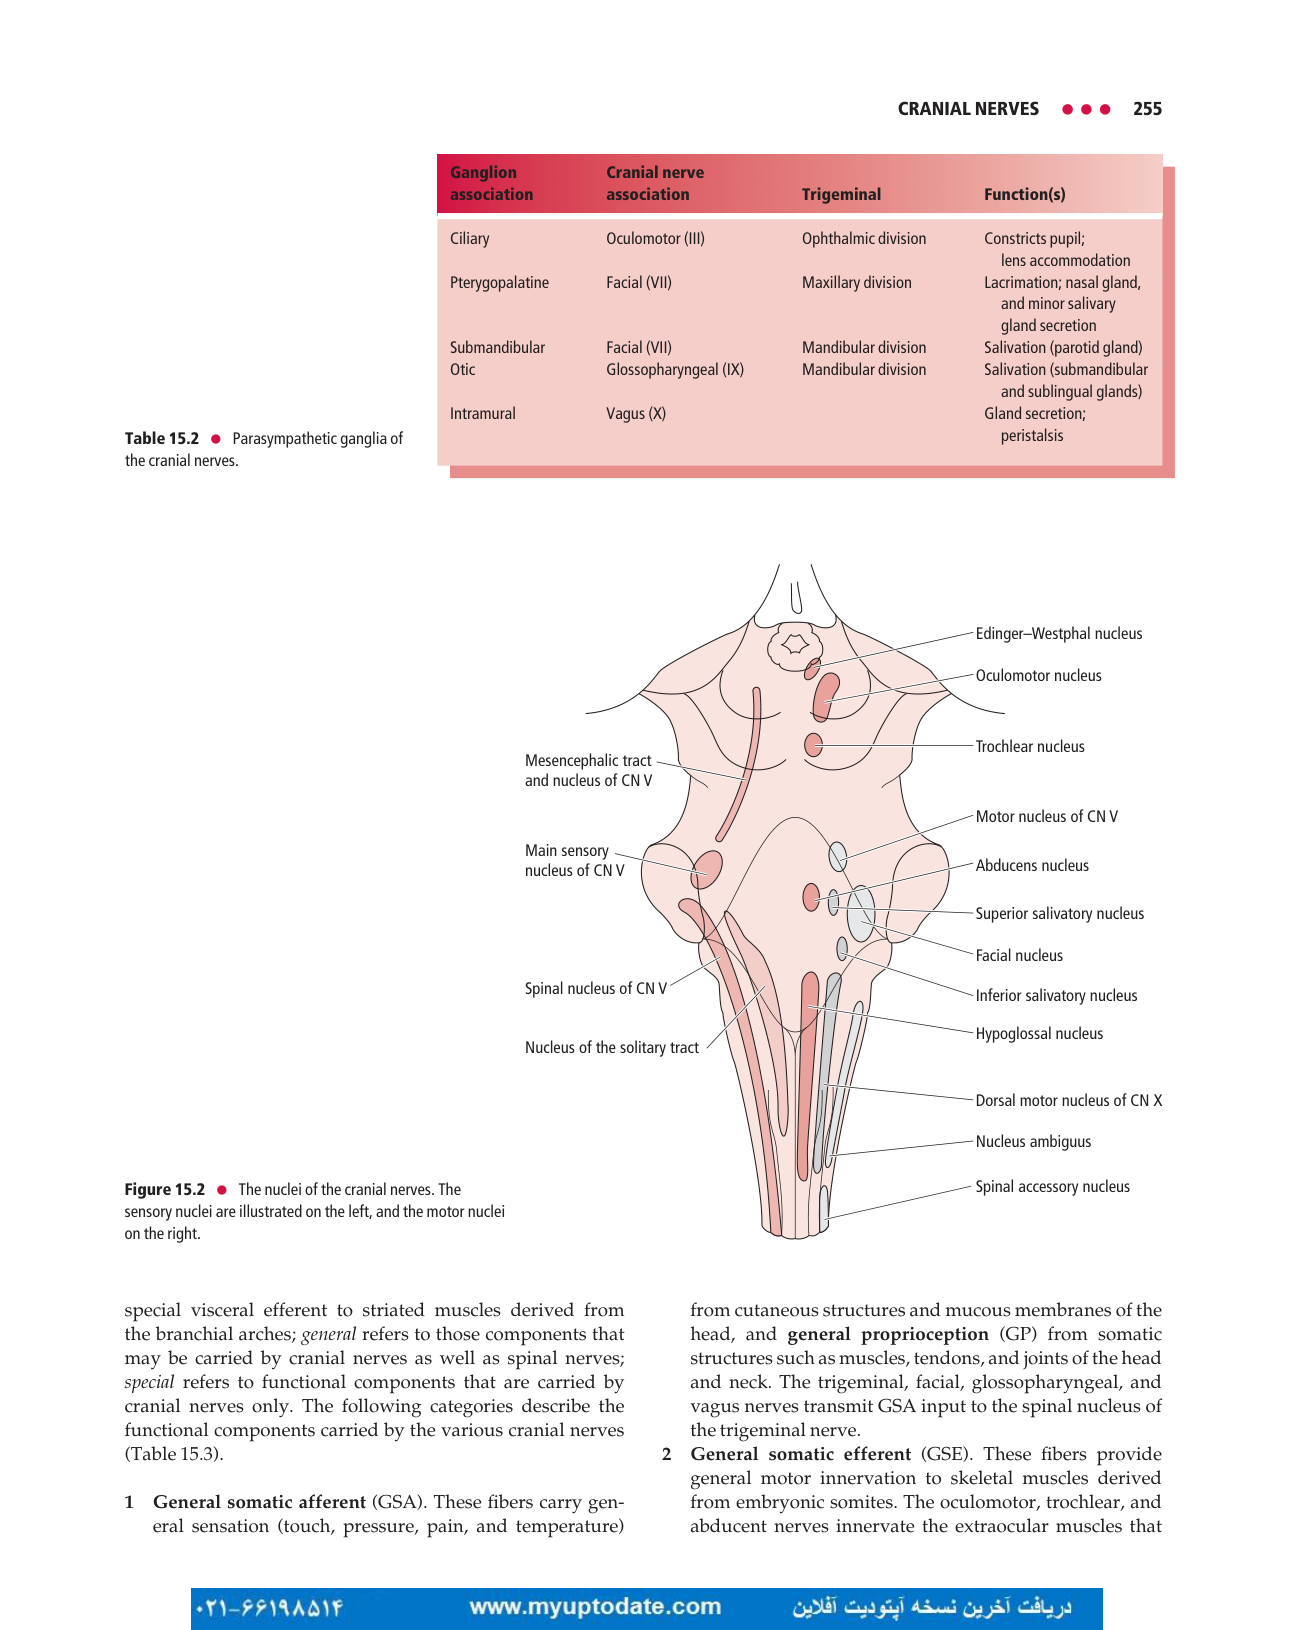 CRANIAL NERVES ● ● ● 255
Ganglion association Cranial nerve association Trigeminal Function(s)
Ciliary Oculomotor (III) Ophthalmic division Constricts pupil;
lens accommodation
Pterygopalatine Facial (VII) Maxillary division Lacrimation; nasal gland,
and minor salivary
gland secretion
Submandibular Facial (VII) Mandibular division Salivation (parotid gland)
Otic Glossopharyngeal (IX) Mandibular division Salivation (submandibular
and sublingual glands)
Intramural Vagus (X) Gland secretion;
peristalsis
Table 15.2 ● Parasympathetic ganglia of
the cranial nerves.
Edinger–Westphal nucleus
Oculomotor nucleus
Trochlear nucleus
Mesencephalic tract
and nucleus of CN V
Motor nucleus of CN V
Main sensory
nucleus of CN V
Abducens nucleus
Superior salivatory nucleus
Facial nucleus
Spinal nucleus of CN V
Inferior salivatory nucleus
Hypoglossal nucleus
Nucleus of the solitary tract
Dorsal motor nucleus of CN X
Nucleus ambiguus
Spinal accessory nucleus
Figure 15.2 ● The nuclei of the cranial nerves. The
sensory nuclei are illustrated on the left, and the motor nuclei
on the right.
special visceral efferent to striated muscles derived from
the branchial arches; general refers to those components that
may be carried by cranial nerves as well as spinal nerves;
special refers to functional components that are carried by
cranial nerves only. The following categories describe the
functional components carried by the various cranial nerves
(Table 15.3).
1 General somatic afferent (GSA). These fibers carry gen-
eral sensation (touch, pressure, pain, and temperature)
from cutaneous structures and mucous membranes of the
head, and general proprioception (GP) from somatic
structures such as muscles, tendons, and joints of the head
and neck. The trigeminal, facial, glossopharyngeal, and
vagus nerves transmit GSA input to the spinal nucleus of
the trigeminal nerve.
2 General somatic efferent (GSE). These fibers provide
general motor innervation to skeletal muscles derived
from embryonic somites. The oculomotor, trochlear, and
abducent nerves innervate the extraocular muscles that
۰۲۱-۶۶۱۹۸۵۱۴ www.myuptodate.com دریافت آخرین نسخه آپتودیت آفلاین